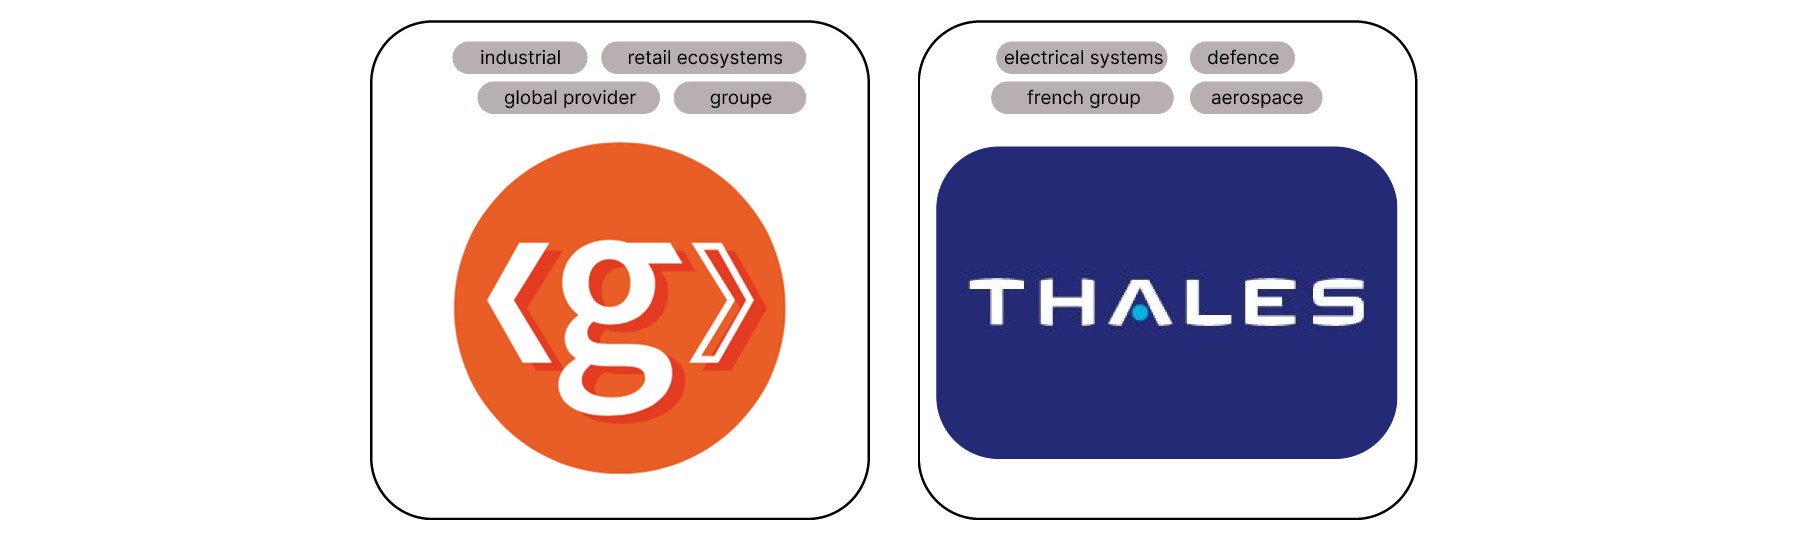 industrial
retail ecosystems
global provider
groupe
g
electrical systems
defence
french group
aerospace
THALES